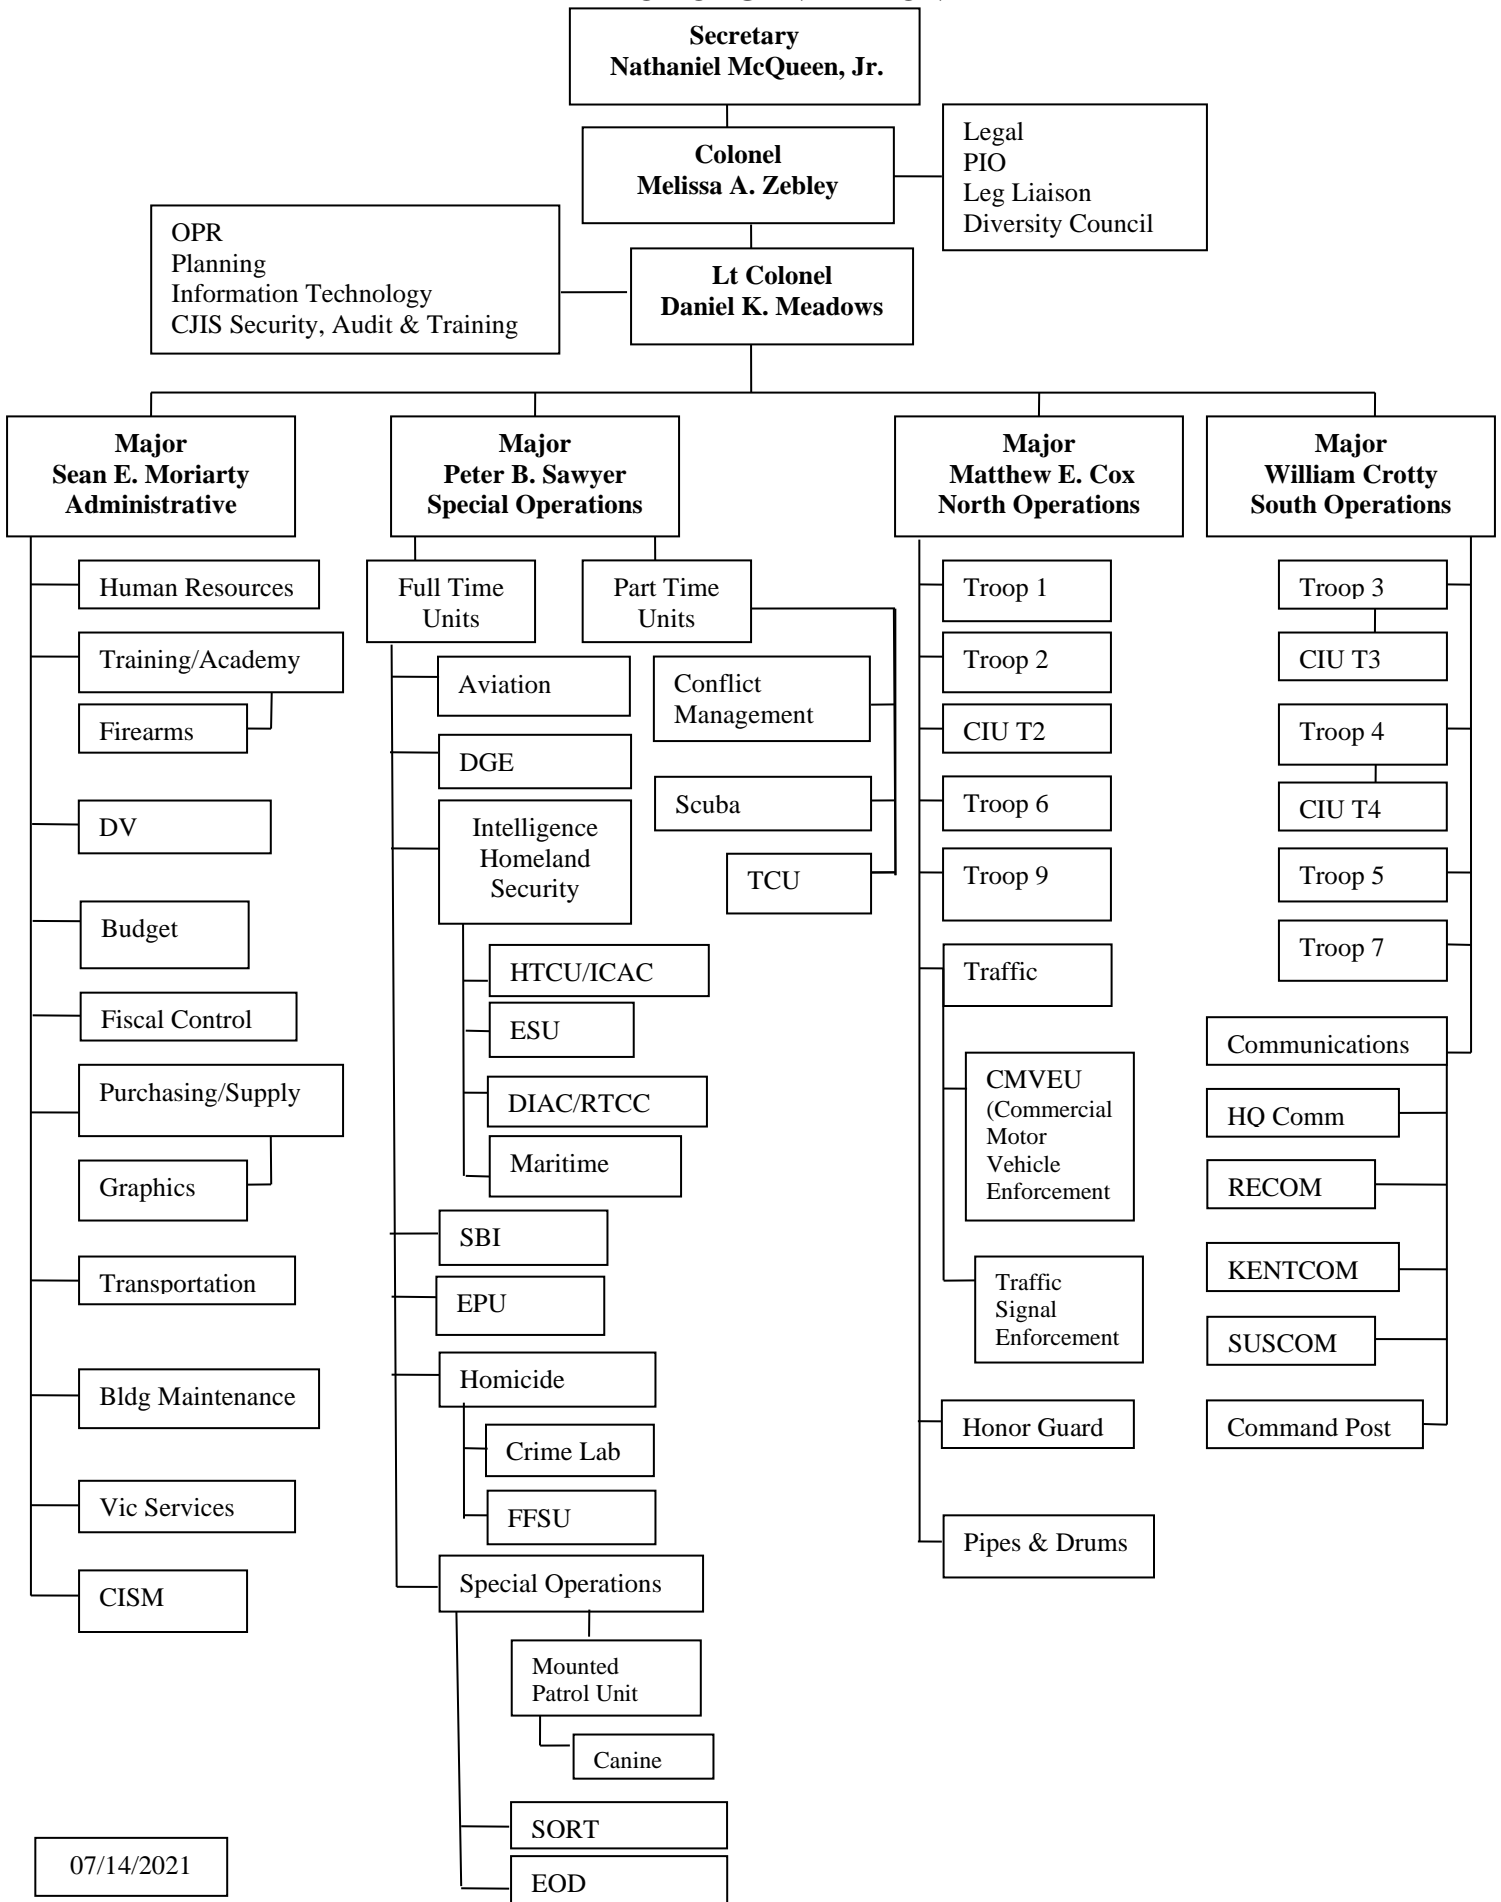 Secretary
Nathaniel McQueen, Jr.
Colonel
Melissa A. Zebley
Legal
PIO
Leg Liaison
Diversity Council
OPR
Planning
Information Technology
CJIS Security, Audit & Training
Lt Colonel
Daniel K. Meadows
Major
Sean E. Moriarty
Administrative
Human Resources
Training/Academy
Firearms
DV
Budget
Fiscal Control
Purchasing/Supply
Graphics
Transportation
Bldg Maintenance
Vic Services
CISM
Major
Peter B. Sawyer
Special Operations
Full Time
Units
Aviation
DGE
Intelligence
Homeland
Security
HTCU/ICAC
ESU
DIAC/RTCC
Maritime
SBI
EPU
Homicide
Crime Lab
FFSU
Special Operations
Mounted
Patrol Unit
Canine
SORT
EOD
Part Time
Units
Conflict
Management
Scuba
TCU
Major
Matthew E. Cox
North Operations
Troop 1
Troop 2
CIU T2
Troop 6
Troop 9
Traffic
CMVEU
(Commercial
Motor
Vehicle
Enforcement
Traffic
Signal
Enforcement
Honor Guard
Pipes & Drums
Major
William Crotty
South Operations
Troop 3
CIU T3
Troop 4
CIU T4
Troop 5
Troop 7
Communications
HQ Comm
RECOM
KENTCOM
SUSCOM
Command Post
07/14/2021